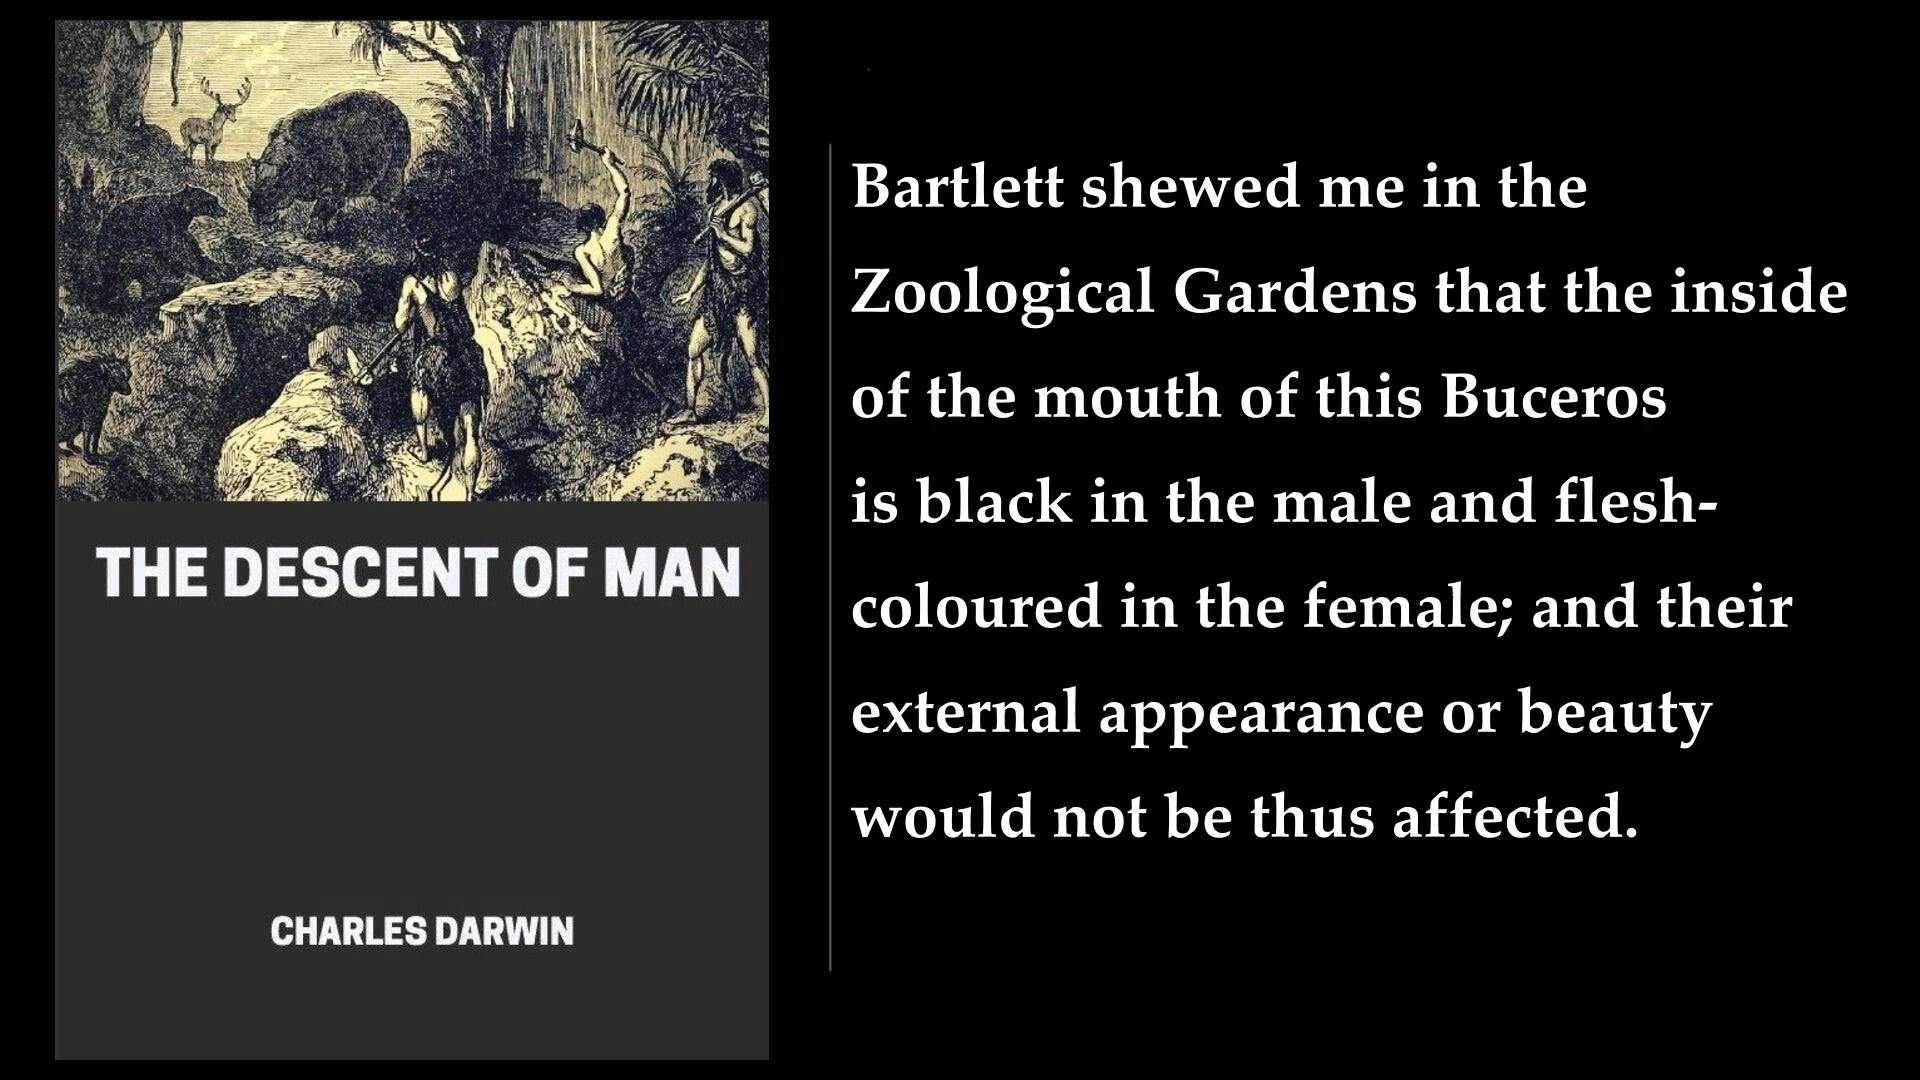 THE DESCENT OF MAN
CHARLES DARWIN
Bartlett shewed me in the
Zoological Gardens that the inside
of the mouth of this Buceros
is black in the male and flesh-
coloured in the female; and their
external appearance or beauty
would not be thus affected.